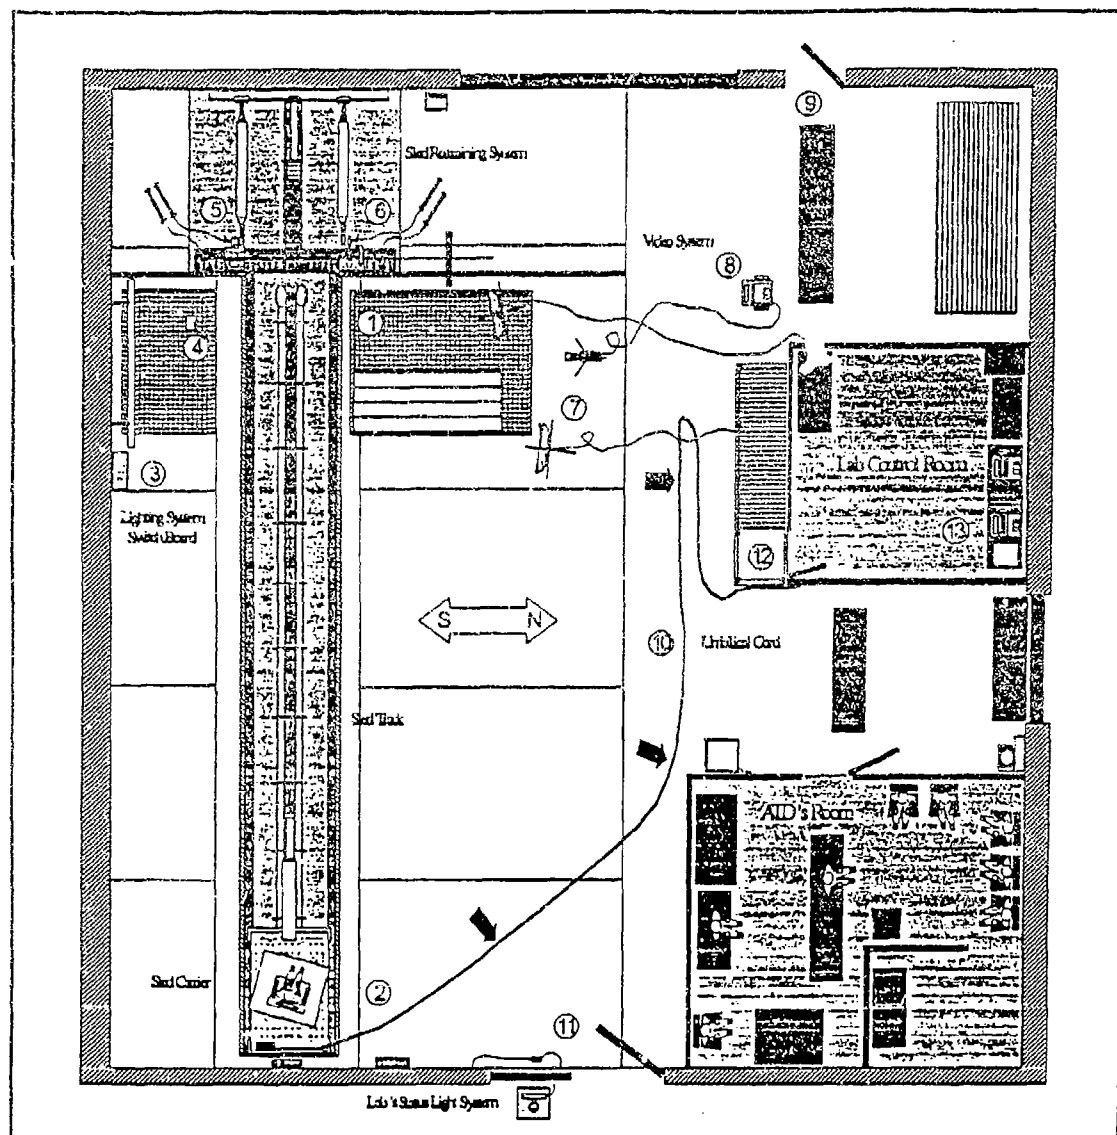 9
Sled Restraining System
5
6
Video System
8
1
4
7
Lab Control Room
3
13
Lighting System
Switch Board
12
S N
10
Umbilical Cord
Sled Track
ATD's Room
Sled Carrier
2
11
Lab's Status Light System